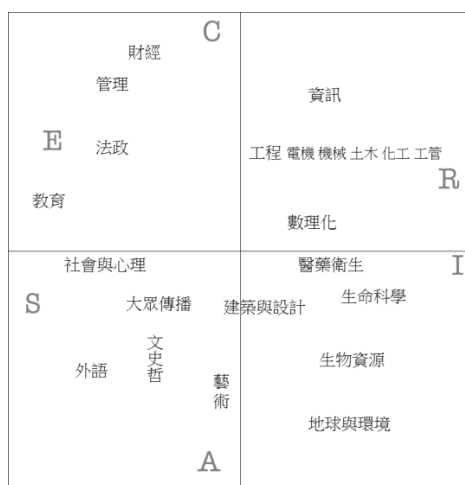 C
財經
管理
資訊
E
法政
工程 電機 機械 土木 化工 工管
R
教育
數理化
社會與心理
醫藥衛生
I
S
大眾傳播
建築與設計
生命科學
外語
文史哲
藝術
生物資源
地球與環境
A